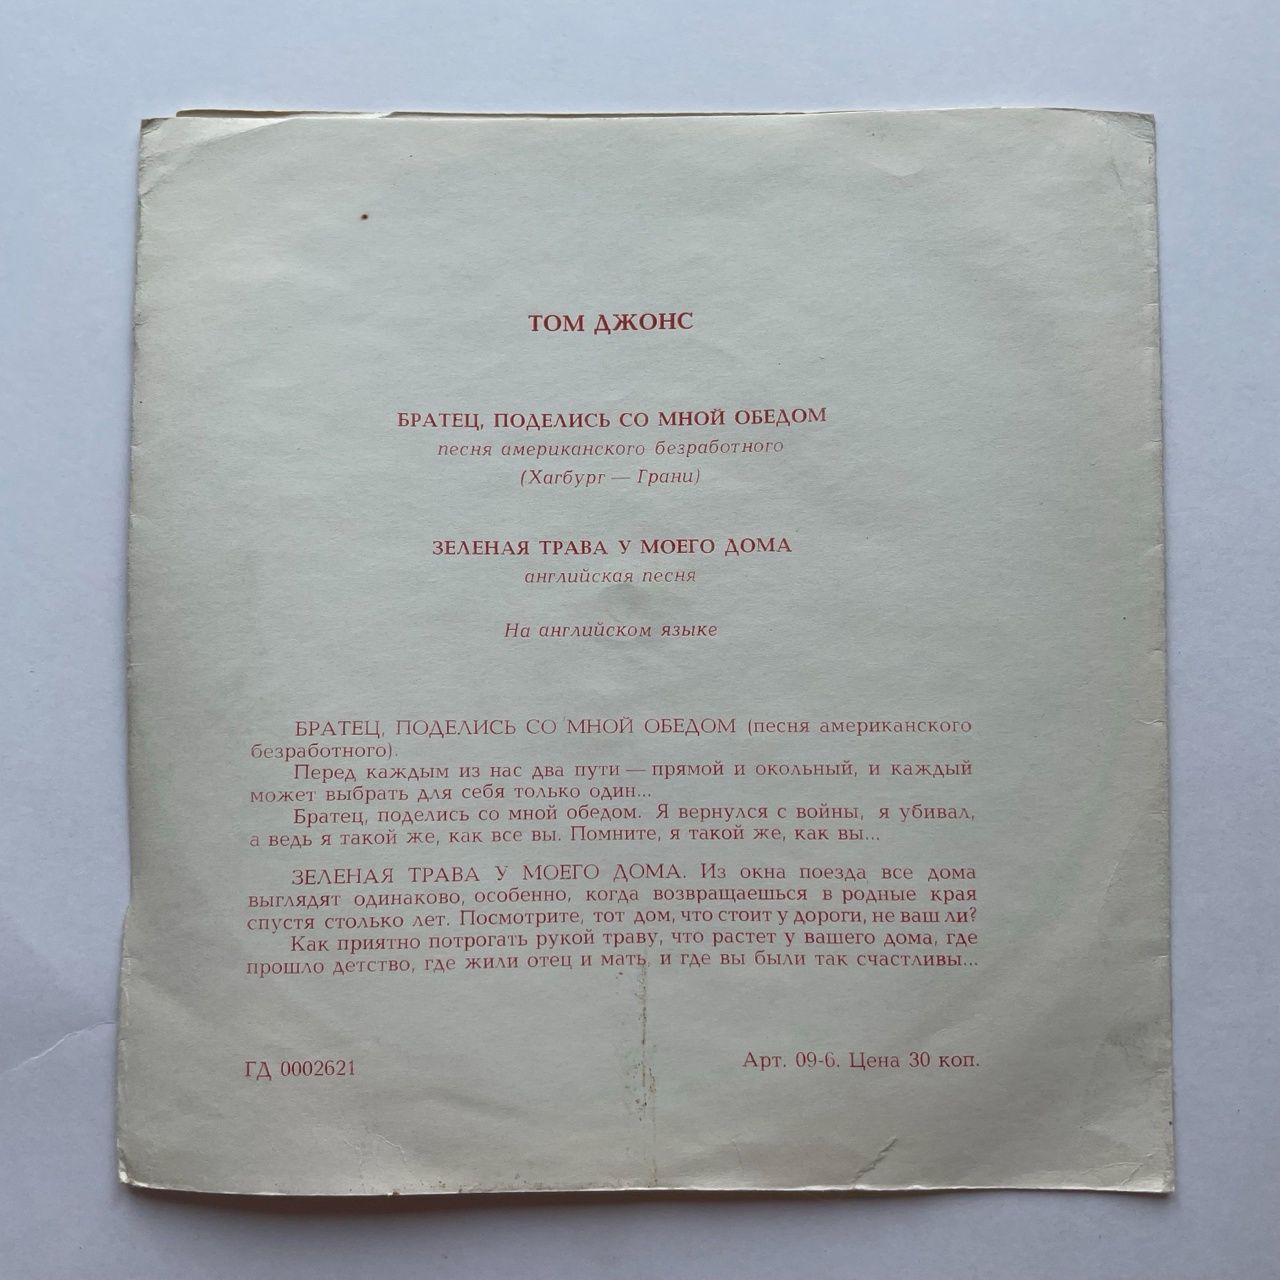 ТОМ ДЖОНС
БРАТЕЦ, ПОДЕЛИСЬ СО МНОЙ ОБЕДОМ
песня американского безработного
(Хагбург — Грани)
ЗЕЛЕНАЯ ТРАВА У МОЕГО ДОМА
английская песня
На английском языке
БРАТЕЦ, ПОДЕЛИСЬ СО МНОЙ ОБЕДОМ (песня американского
безработного).
Перед каждым из нас два пути — прямой и окольный, и каждый
может выбрать для себя только один...
Братец, поделись со мной обедом. Я вернулся с войны, я убивал,
а ведь я такой же, как все вы. Помните, я такой же, как вы...
ЗЕЛЕНАЯ ТРАВА У МОЕГО ДОМА. Из окна поезда все дома
выглядят одинаково, особенно, когда возвращаешься в родные края
спустя столько лет. Посмотрите, тот дом, что стоит у дороги, не ваш ли?
Как приятно потрогать рукой траву, что растет у вашего дома, где
прошло детство, где жили отец и мать, и где вы были так счастливы...
ГД 0002621
Арт. 09-6. Цена 30 коп.